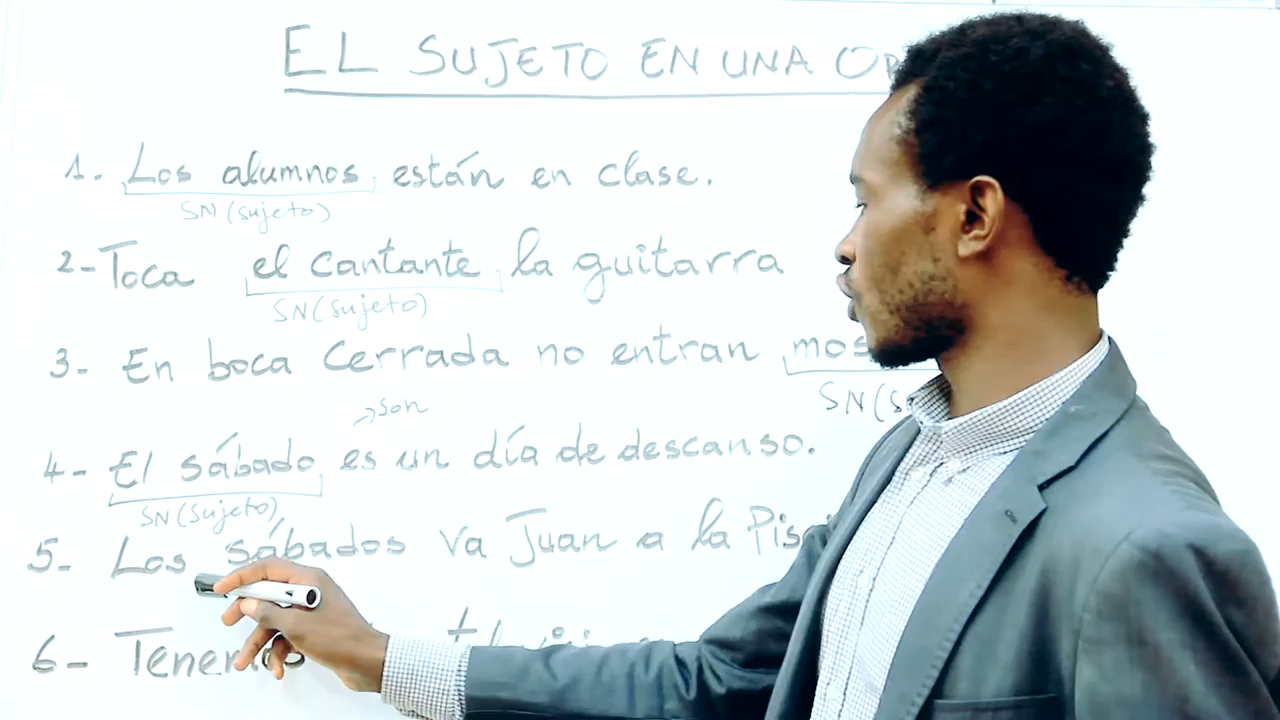 EL SUJETO EN UNA
1. Los alumnos están en clase.
SN (sujeto)
2- Toca el cantante la guitarra
SN (sujeto)
3- En boca cerrada no entran
SN
son
4- El sábado es un día de descanso.
SN (sujeto)
5- Los sábados va Juan a la
6-